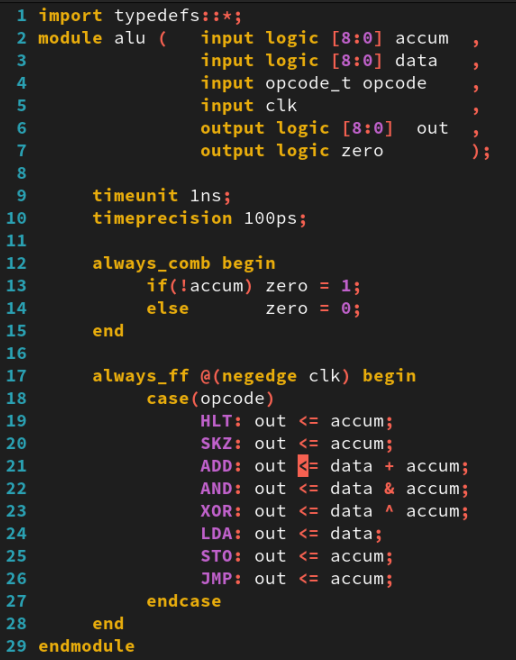 1 import typedefs::*;
2 module alu (   input logic [8:0] accum  ,
3                input logic [8:0] data   ,
4                input opcode_t opcode    ,
5                input clk                ,
6                output logic [8:0]  out  ,
7                output logic zero        );
8
9      timeunit 1ns;
10     timeprecision 100ps;
11
12     always_comb begin
13          if(!accum) zero = 1;
14          else       zero = 0;
15     end
16
17     always_ff @(negedge clk) begin
18          case(opcode)
19               HLT: out <= accum;
20               SKZ: out <= accum;
21               ADD: out <= data + accum;
22               AND: out <= data & accum;
23               XOR: out <= data ^ accum;
24               LDA: out <= data;
25               STO: out <= accum;
26               JMP: out <= accum;
27          endcase
28     end
29 endmodule